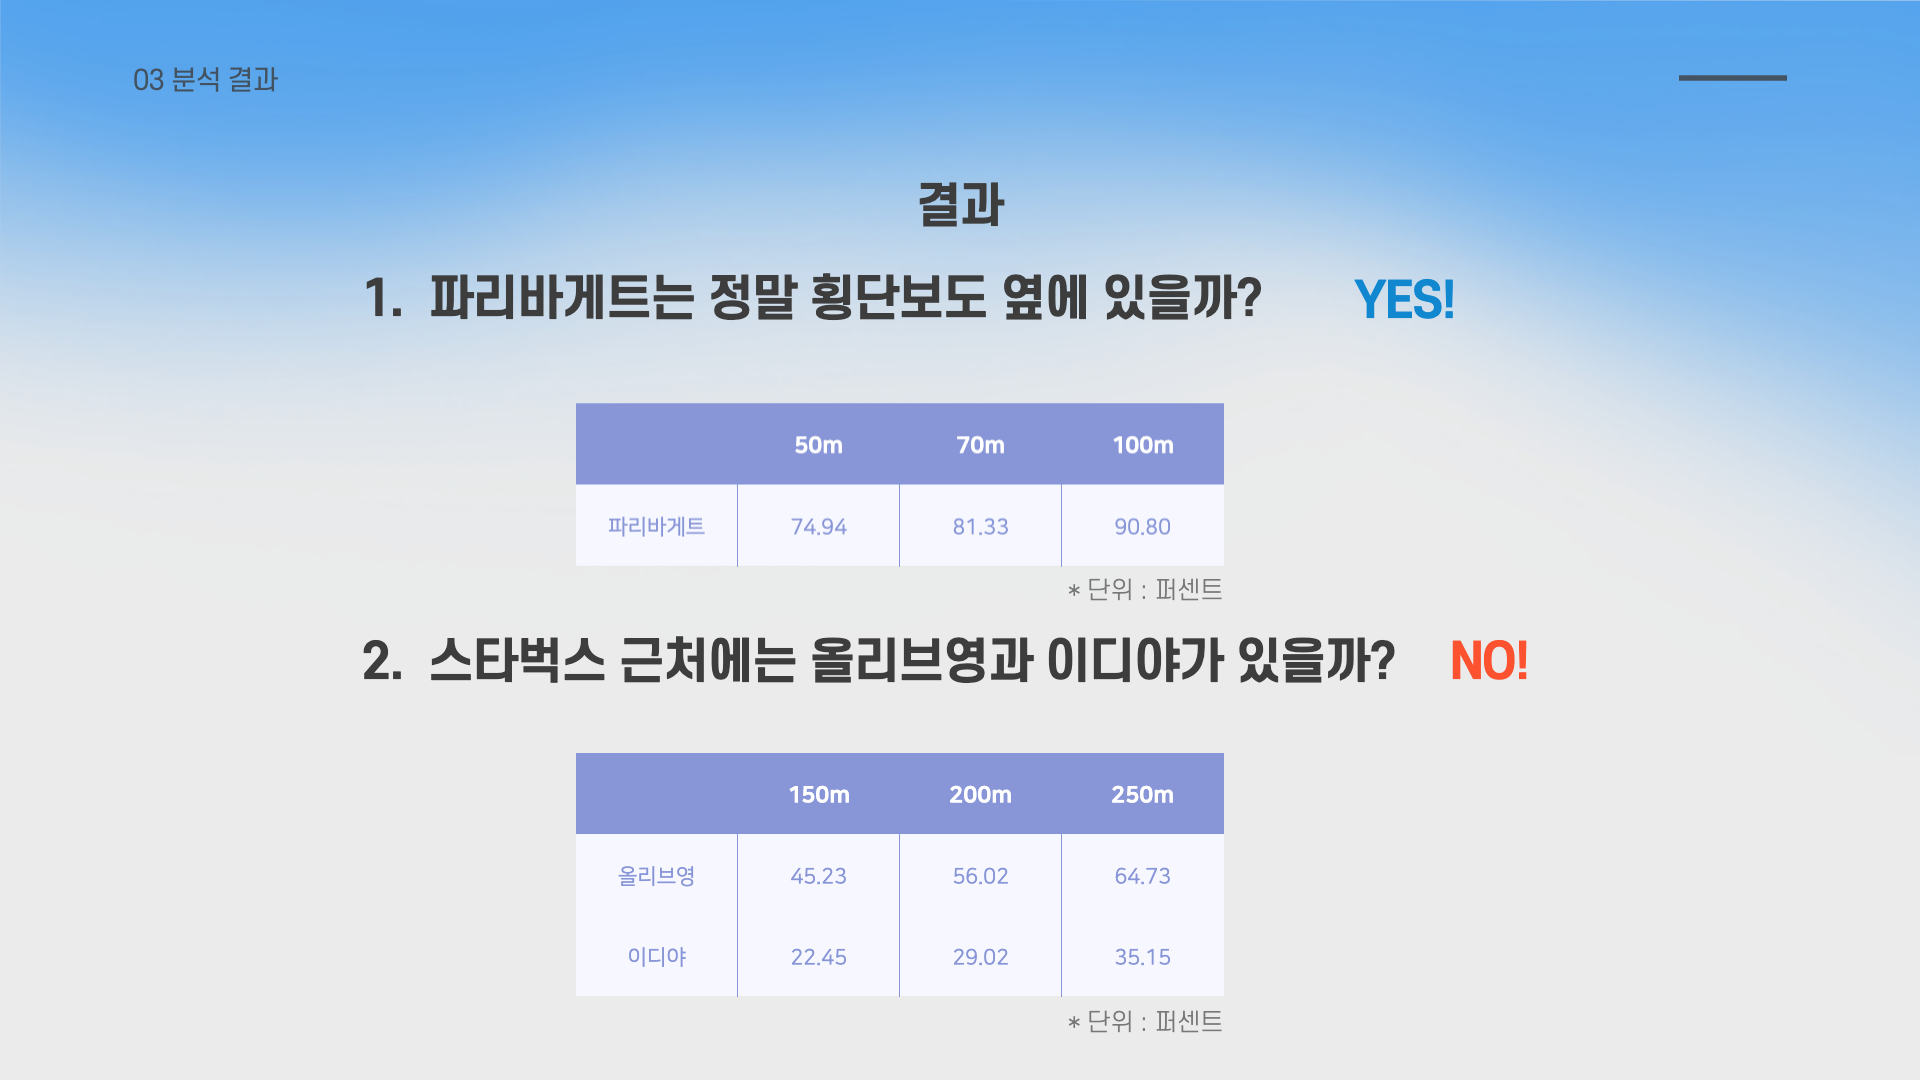 03 분석 결과
결과
1. 파리바게트는 정말 횡단보도 옆에 있을까? YES!
50m 70m 100m
파리바게트 74.94 81.33 90.80
* 단위 : 퍼센트
2. 스타벅스 근처에는 올리브영과 이디야가 있을까? NO!
150m 200m 250m
올리브영 45.23 56.02 64.73
이디야 22.45 29.02 35.15
* 단위 : 퍼센트